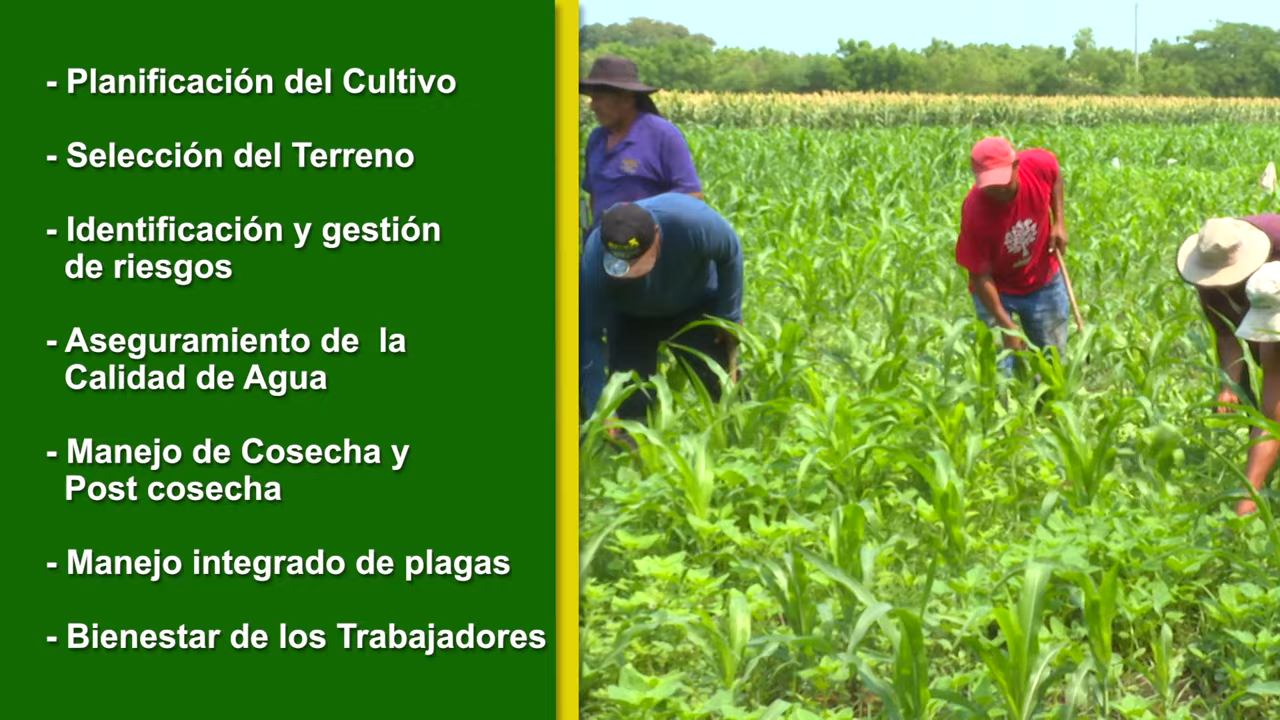 - Planificación del Cultivo
- Selección del Terreno
- Identificación y gestión
de riesgos
- Aseguramiento de  la
Calidad de Agua
- Manejo de Cosecha y
Post cosecha
- Manejo integrado de plagas
- Bienestar de los Trabajadores